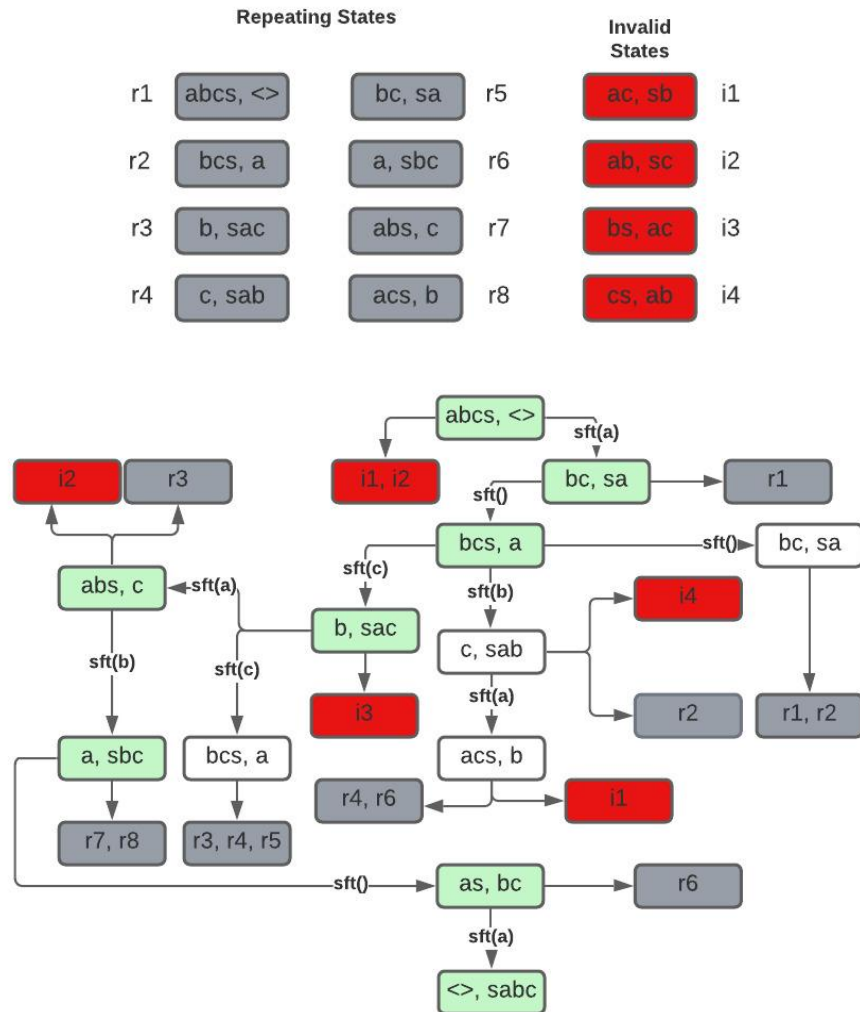 Repeating States
Invalid
States
r1 abcs, <> bc, sa r5 ac, sb i1
r2 bcs, a a, sbc r6 ab, sc i2
r3 b, sac abs, c r7 bs, ac i3
r4 c, sab acs, b r8 cs, ab i4
abcs, <>
sft(a)
i2 r3 i1, i2 bc, sa r1
sft()
bcs, a sft() bc, sa
abs, c sft(a) sft(c) sft(b) i4
b, sac c, sab
sft(b) sft(c) sft(a)
i3 r2 r1, r2
a, sbc bcs, a acs, b
r4, r6 i1
r7, r8 r3, r4, r5
sft() as, bc r6
sft(a)
<>, sabc